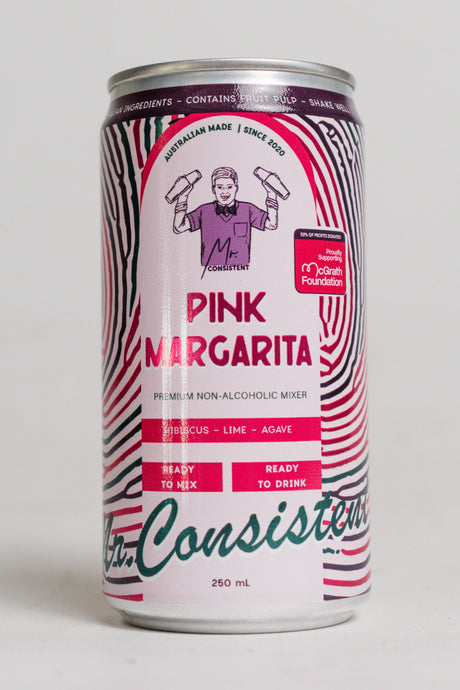 INGREDIENTS – CONTAINS FRUIT PULP – SHAKE WELL
AUSTRALIAN MADE | SINCE 2020
Mr.
CONSISTENT
50% OF PROFITS DONATED
Proudly
Supporting
McGrath
Foundation
PINK
MARGARITA
PREMIUM NON-ALCOHOLIC MIXER
HIBISCUS – LIME – AGAVE
READY
TO MIX
READY
TO DRINK
Mr. Consistent
250 mL